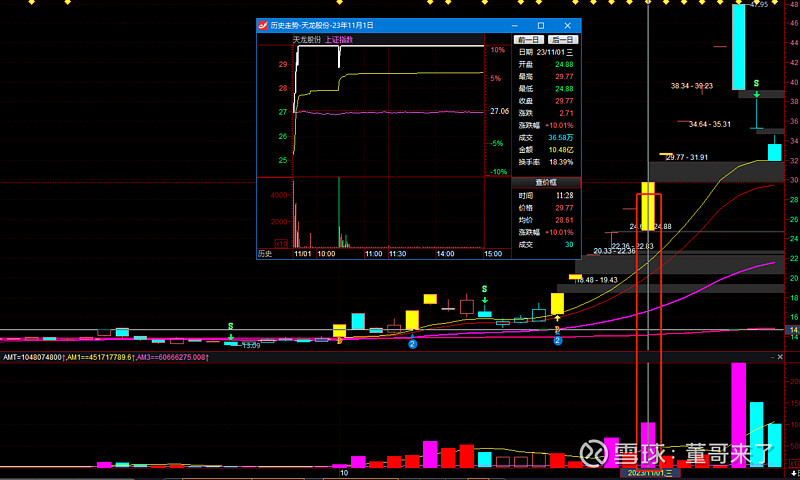 历史走势-天龙股份-23年11月1日
天龙股份 上证指数
前一日 后一日
日期 23/11/01 三
开盘 24.88
最高 29.77
最低 24.88
收盘 29.77
涨跌 2.71
涨跌幅 +10.01%
成交 36.58万
金额 10.48亿
换手率 18.39%
查价框
时间 11:28
价格 29.77
均价 28.61
涨跌幅 +10.01%
成交 30
29
28
27
26
25
10%
5%
27.06
-5%
-10%
4000
2000
x10
历史 11/01 10:00 11:00 11:30 14:00 15:00
47.95
S
38.34 - 39.23
34.64 - 35.31
29.77 - 31.91
24.88
22.36 - 22.83
20.33 - 22.36
18.48 - 19.43
S
S
13.09
2
2
48
46
44
42
40
38
36
34
32
30
28
26
24
22
20
18
16
14
AMT=1048074800↑,AM1==451717789.6↑,AM3==60666275.008↑
10
2023/11/01 三
雪球：董哥来了